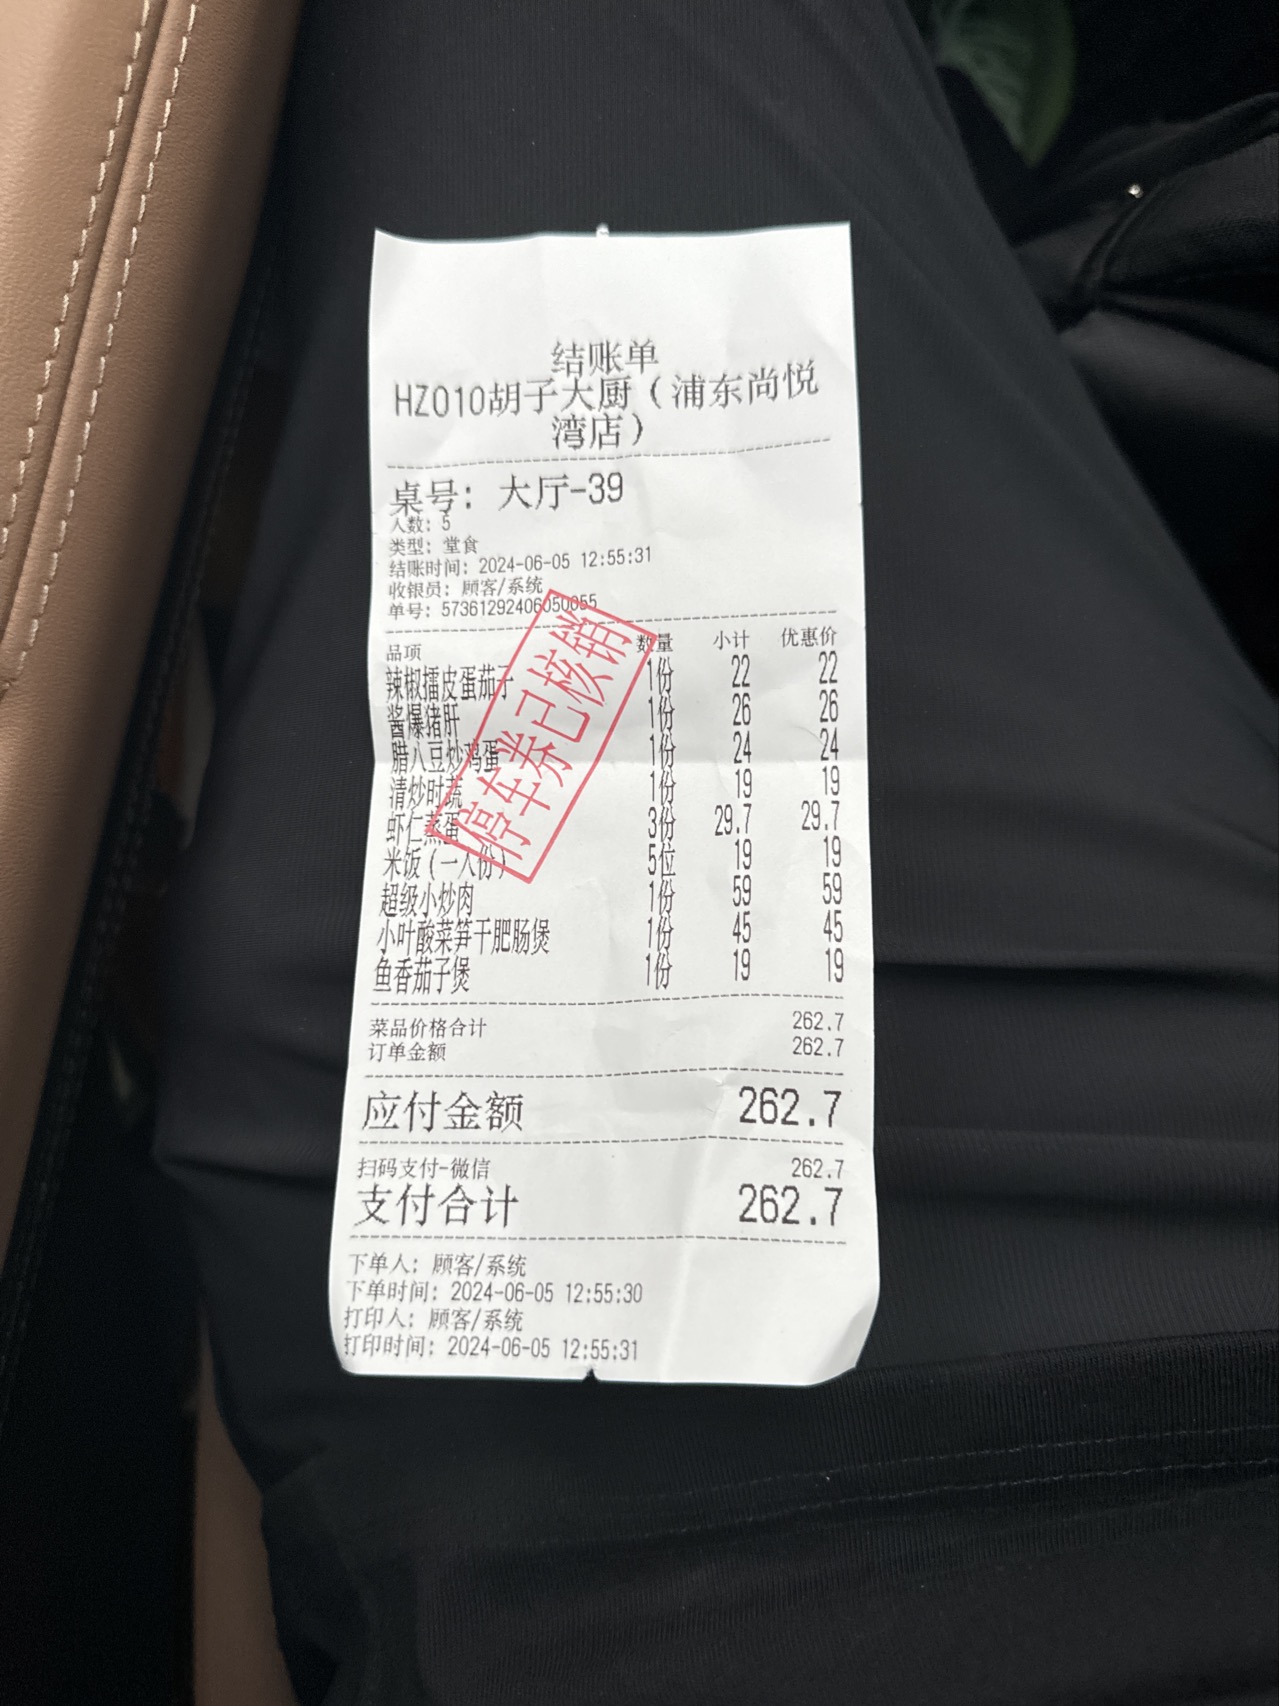 结账单
HZ010胡子大厨（浦东尚悦
湾店）
桌号：大厅-39
人数：5
类型：堂食
结账时间：2024-06-05 12:55:31
收银员：顾客/系统
单号：57361292406050055
品项 数量 小计 优惠价
辣椒擂皮蛋茄子 1份 22 22
酱爆猪肝 1份 26 26
腊八豆炒鸡蛋 1份 24 24
清炒时蔬 1份 19 19
虾仁蒸蛋 3份 29.7 29.7
米饭（一人份） 5位 19 19
超级小炒肉 1份 59 59
小叶酸菜笋干肥肠煲 1份 45 45
鱼香茄子煲 1份 19 19
停车券已核销
菜品价格合计 262.7
订单金额 262.7
应付金额 262.7
扫码支付-微信 262.7
支付合计 262.7
下单人：顾客/系统
下单时间：2024-06-05 12:55:30
打印人：顾客/系统
打印时间：2024-06-05 12:55:31